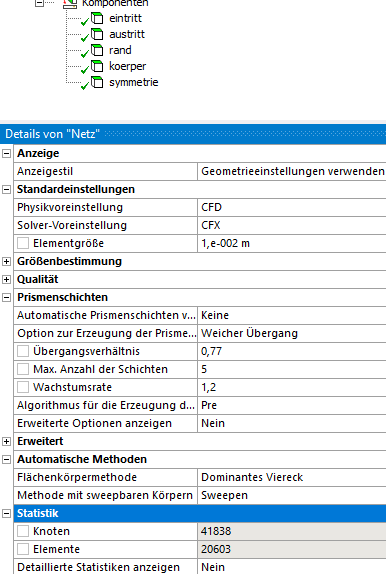 Komponenten
eintritt
austritt
rand
koerper
symmetrie
Details von "Netz"
Anzeige
Anzeigestil Geometrieeinstellungen verwenden
Standardeinstellungen
Physikvoreinstellung CFD
Solver-Voreinstellung CFX
Elementgröße 1,e-002 m
Größenbestimmung
Qualität
Prismenschichten
Automatische Prismenschichten v... Keine
Option zur Erzeugung der Prisme... Weicher Übergang
Übergangsverhältnis 0,77
Max. Anzahl der Schichten 5
Wachstumsrate 1,2
Algorithmus für die Erzeugung d... Pre
Erweiterte Optionen anzeigen Nein
Erweitert
Automatische Methoden
Flächenkörpermethode Dominantes Viereck
Methode mit sweepbaren Körpern Sweepen
Statistik
Knoten 41838
Elemente 20603
Detaillierte Statistiken anzeigen Nein